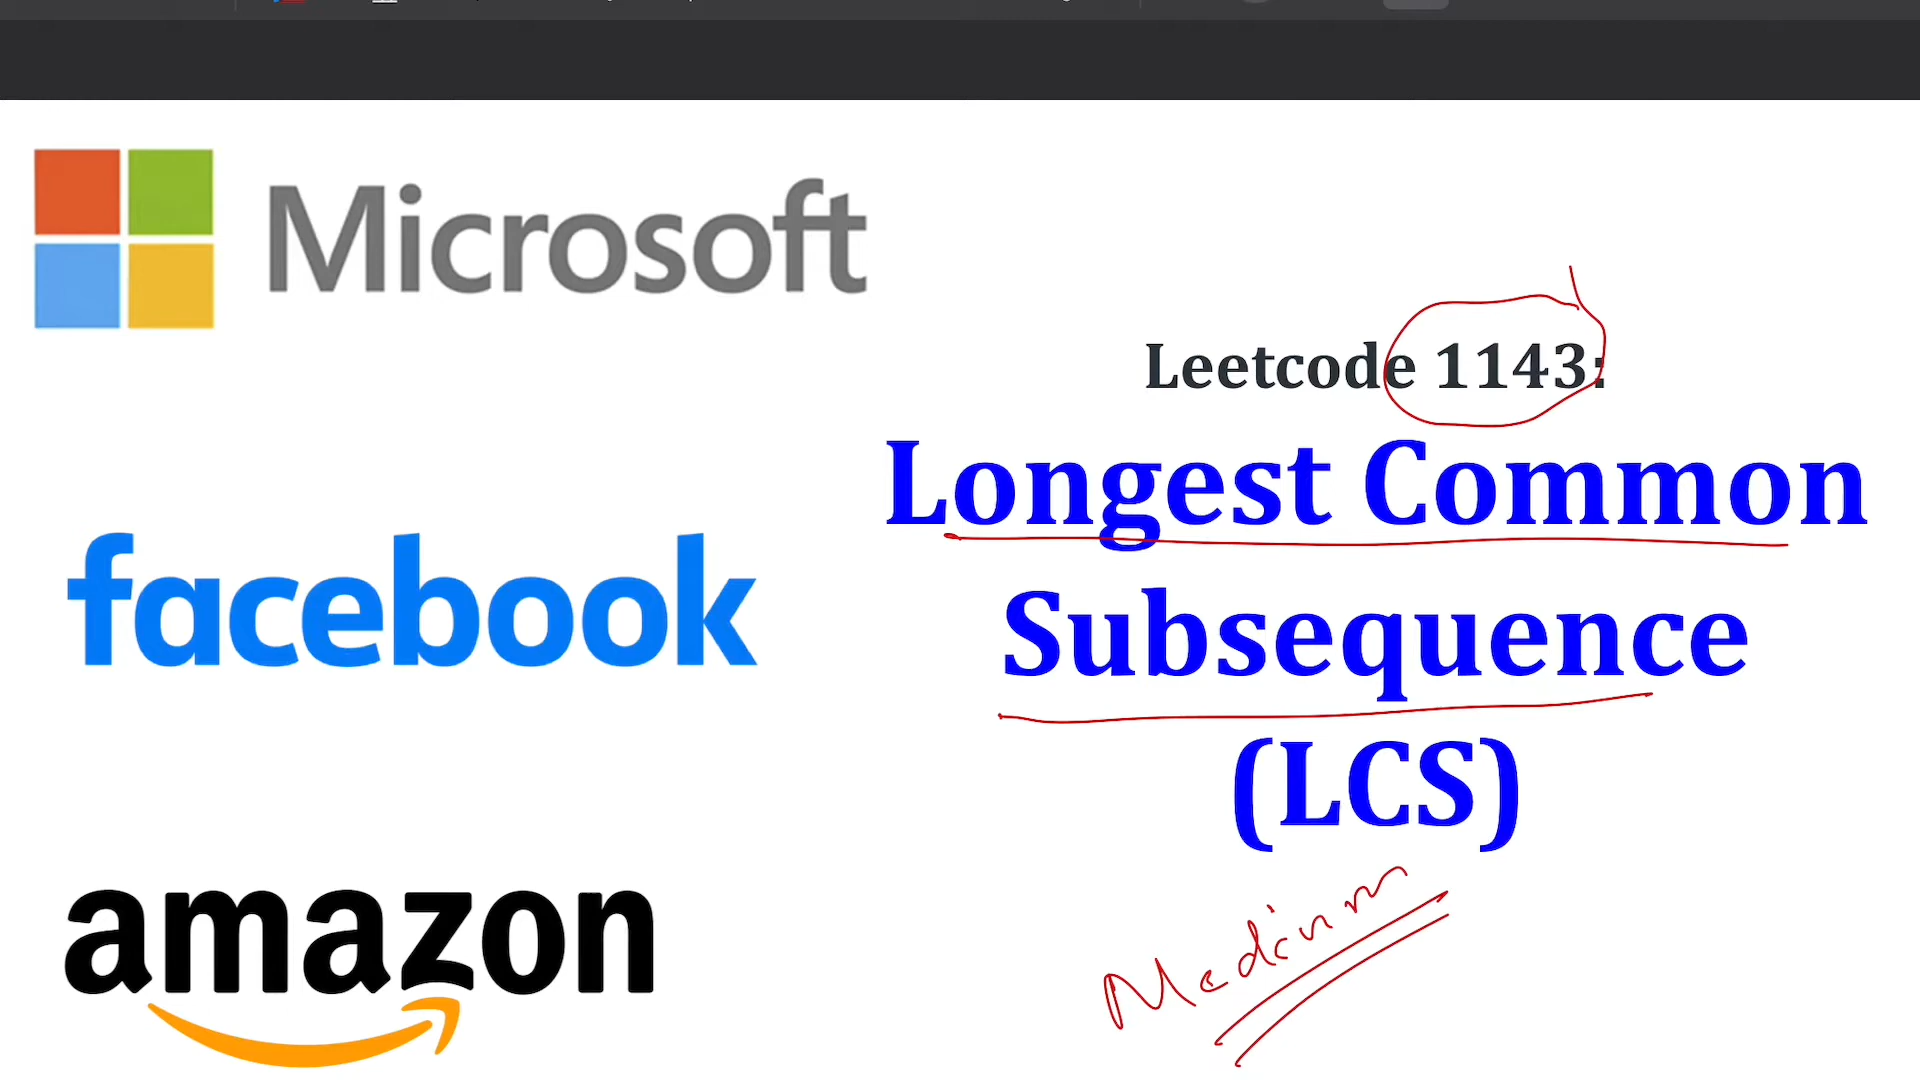 Microsoft
facebook
amazon
Leetcode 1143:
Longest Common
Subsequence
(LCS)
Medium